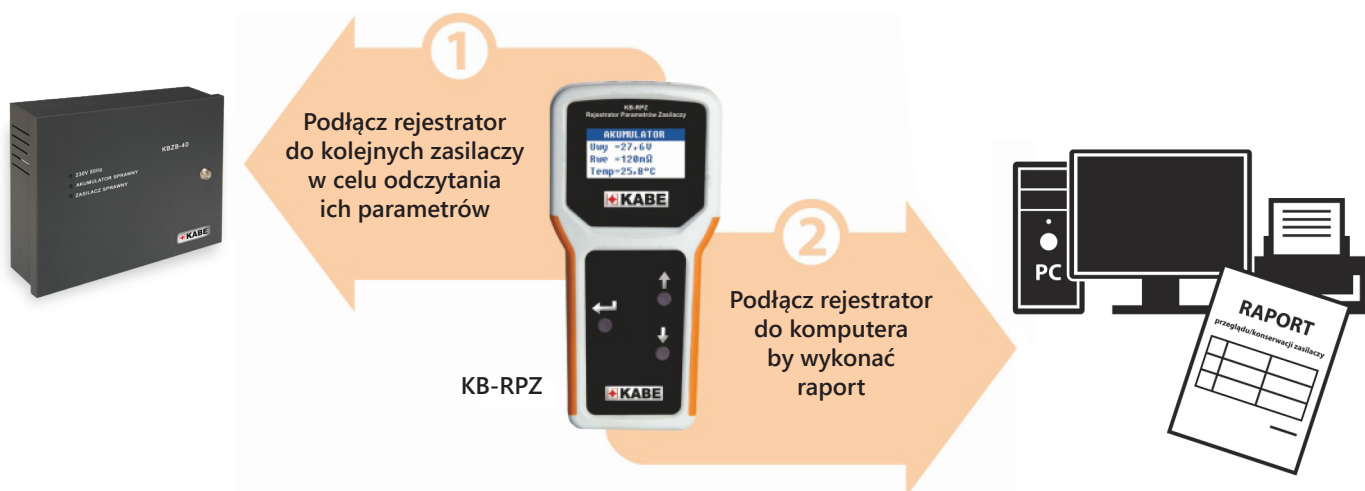 1
Podłącz rejestrator
do kolejnych zasilaczy
w celu odczytania
ich parametrów
KBZB-40
230V 50Hz
AKUMULATOR SPRAWNY
ZASILACZ SPRAWNY
KABE
KB-RPZ
Rejestrator Parametrów Zasilaczy
AKUMULATOR
Uwy =27,6V
Rwe =120mΩ
Temp=25,8°C
KABE
KABE
KB-RPZ
2
Podłącz rejestrator
do komputera
by wykonać
raport
PC
RAPORT
przeglądu/konserwacji zasilaczy